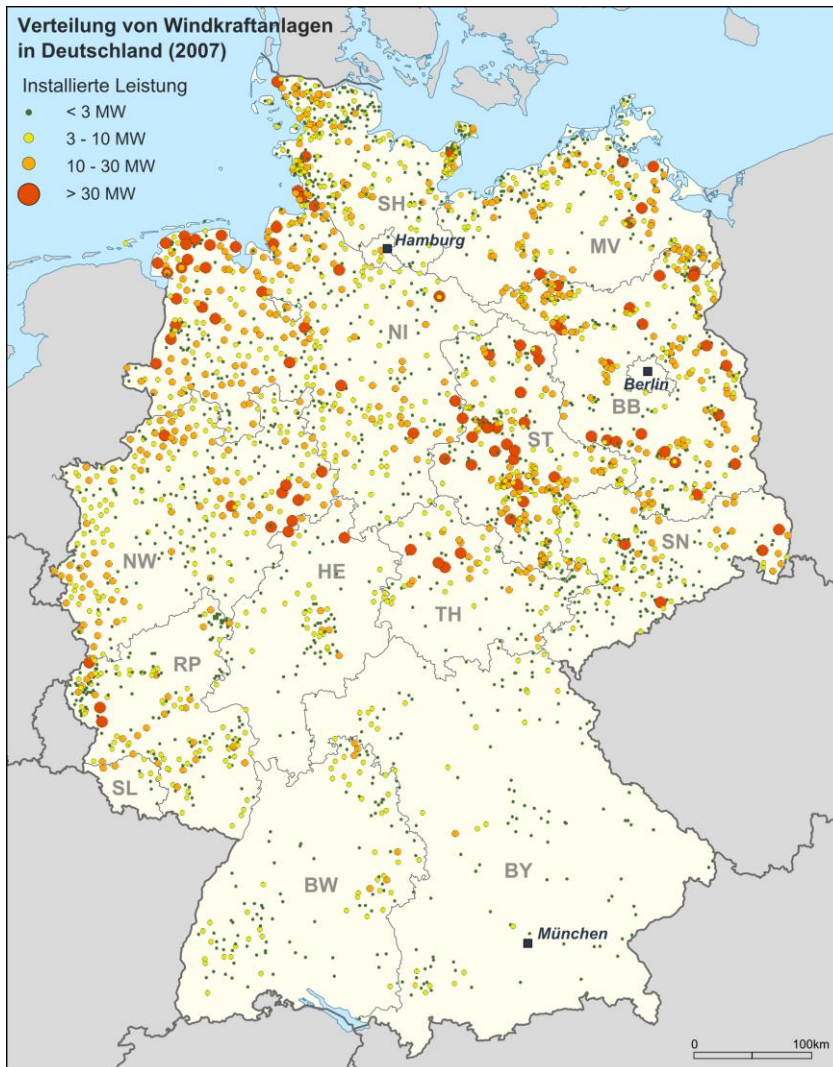 Verteilung von Windkraftanlagen
in Deutschland (2007)
Installierte Leistung
< 3 MW
3 - 10 MW
10 - 30 MW
> 30 MW
SH
Hamburg
MV
NI
Berlin
BB
ST
NW
HE
SN
TH
RP
SL
BW
BY
München
0 100km